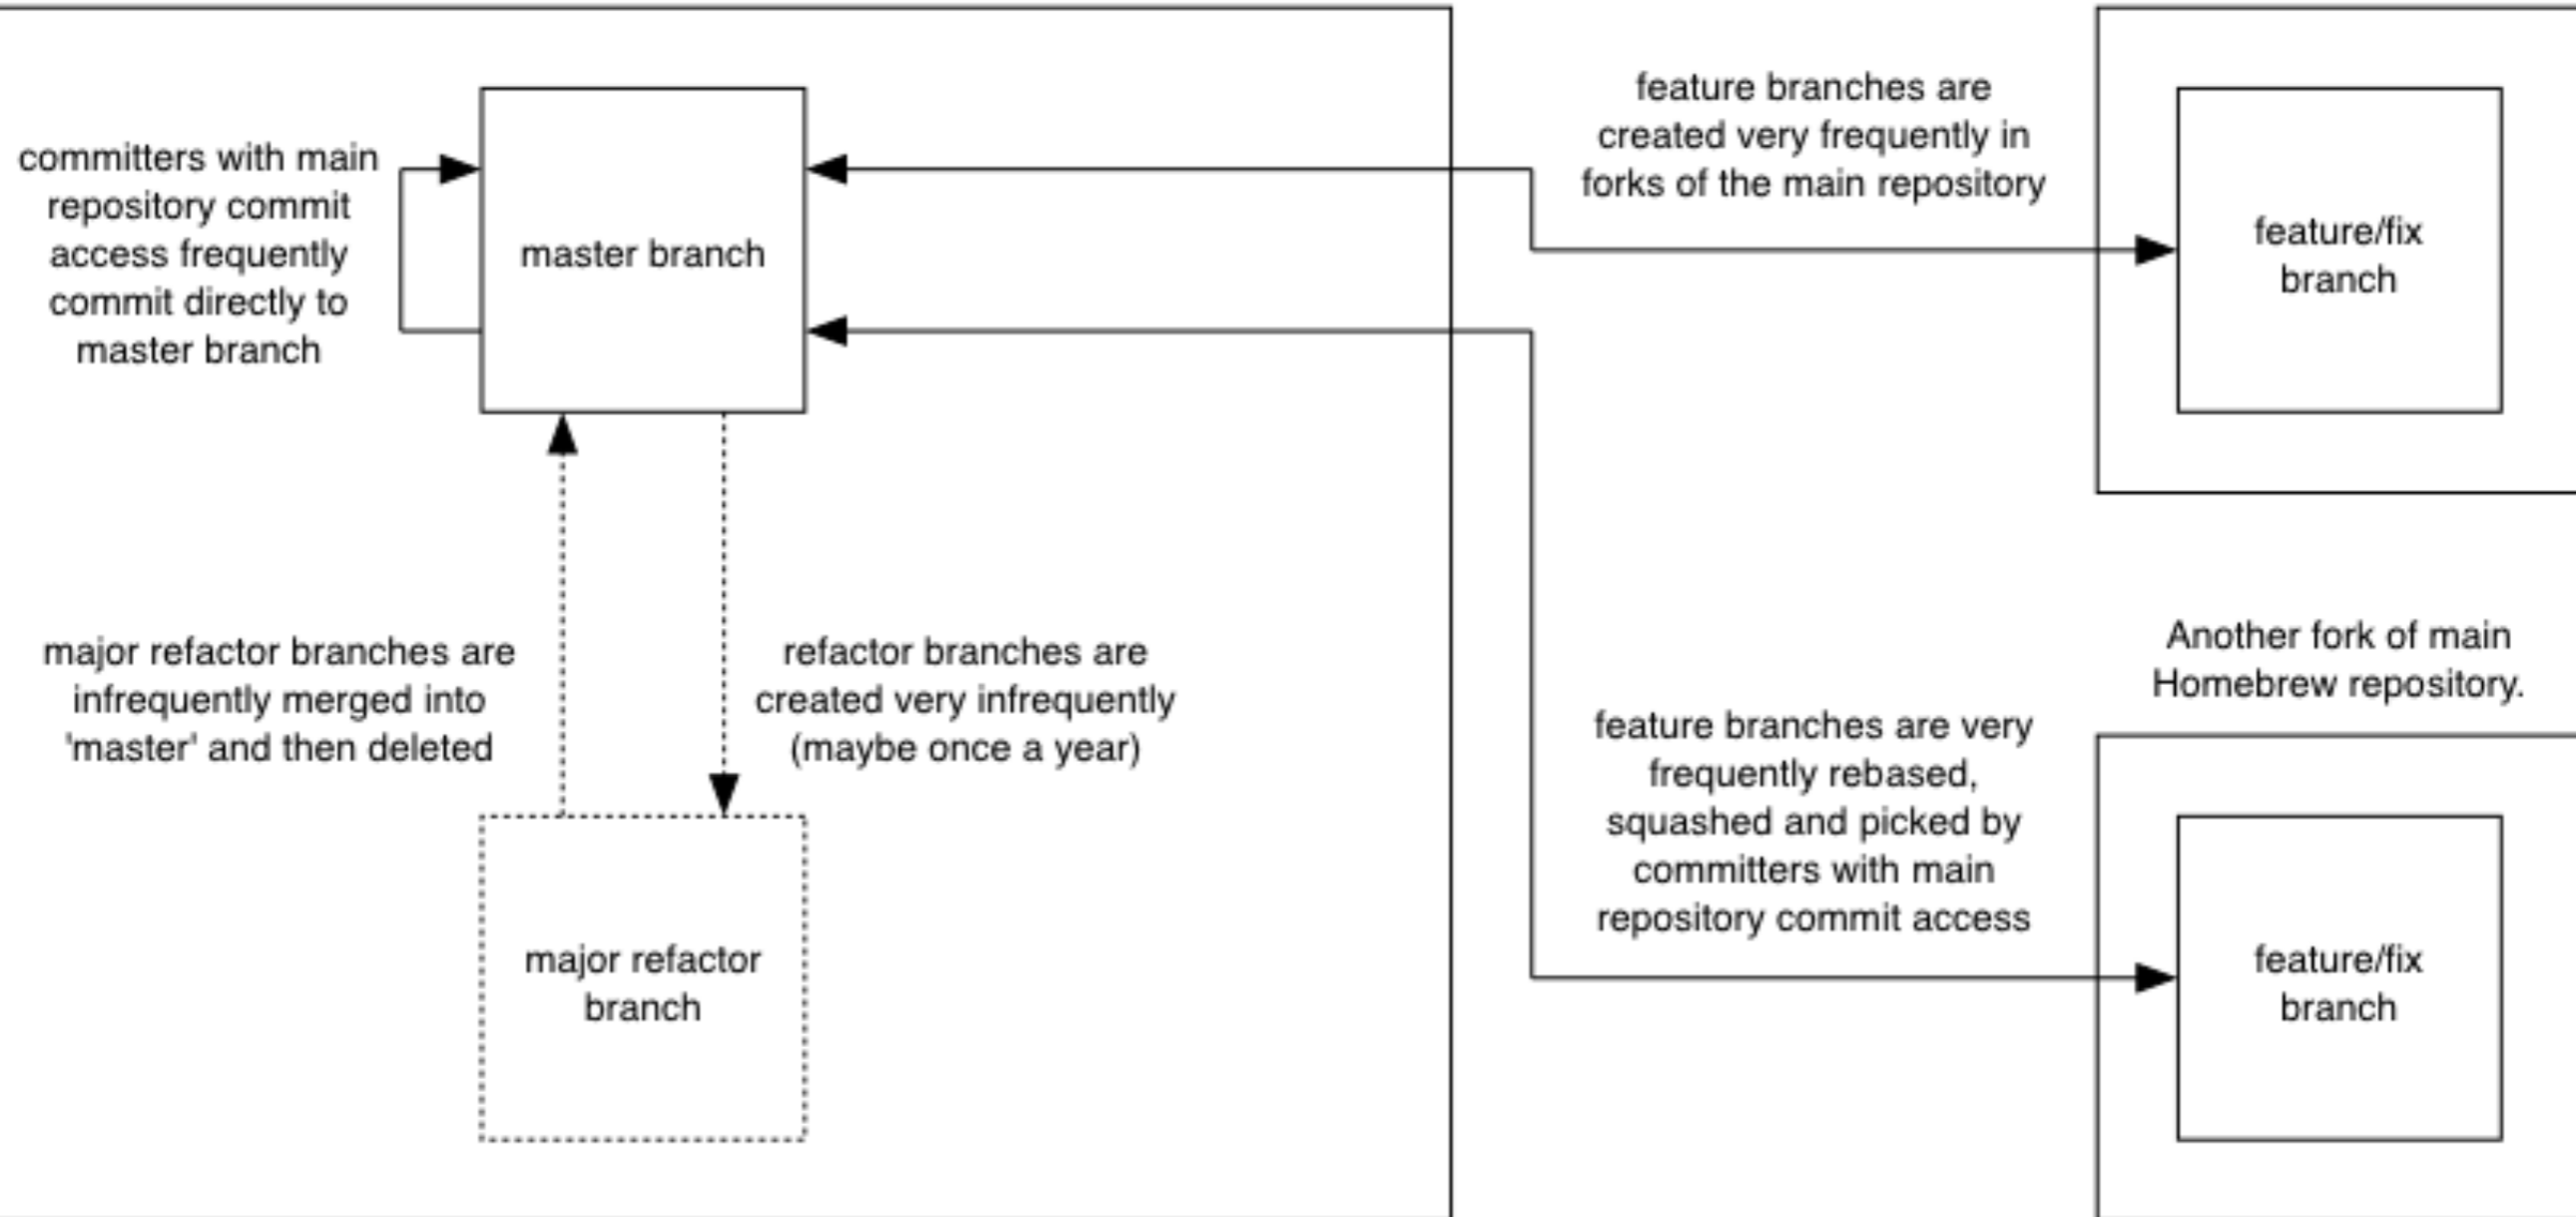 committers with main
repository commit
access frequently
commit directly to
master branch
master branch
feature branches are
created very frequently in
forks of the main repository
feature/fix
branch
major refactor branches are
infrequently merged into
'master' and then deleted
refactor branches are
created very infrequently
(maybe once a year)
major refactor
branch
feature branches are very
frequently rebased,
squashed and picked by
committers with main
repository commit access
Another fork of main
Homebrew repository.
feature/fix
branch